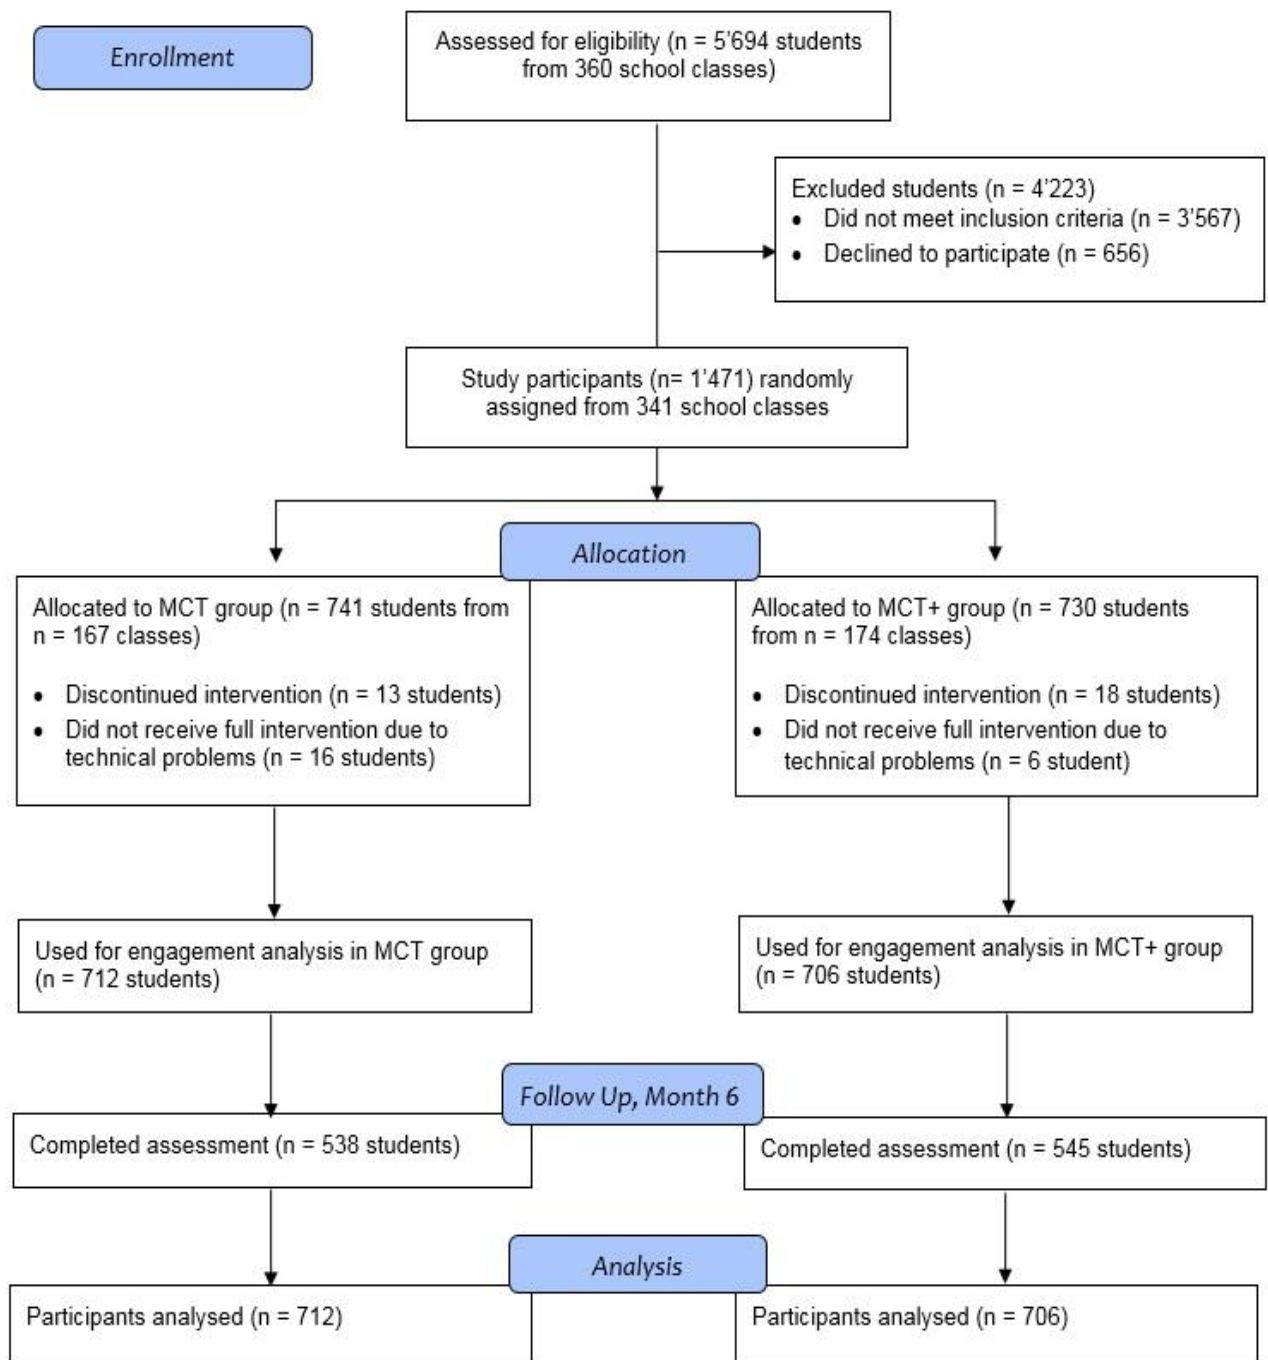 Enrollment
Assessed for eligibility (n = 5’694 students
from 360 school classes)
Excluded students (n = 4’223)
• Did not meet inclusion criteria (n = 3’567)
• Declined to participate (n = 656)
Study participants (n= 1’471) randomly
assigned from 341 school classes
Allocation
Allocated to MCT group (n = 741 students from
n = 167 classes)
• Discontinued intervention (n = 13 students)
• Did not receive full intervention due to
technical problems (n = 16 students)
Allocated to MCT+ group (n = 730 students
from n = 174 classes)
• Discontinued intervention (n = 18 students)
• Did not receive full intervention due to
technical problems (n = 6 student)
Used for engagement analysis in MCT group
(n = 712 students)
Used for engagement analysis in MCT+ group
(n = 706 students)
Follow Up, Month 6
Completed assessment (n = 538 students)
Completed assessment (n = 545 students)
Analysis
Participants analysed (n = 712)
Participants analysed (n = 706)